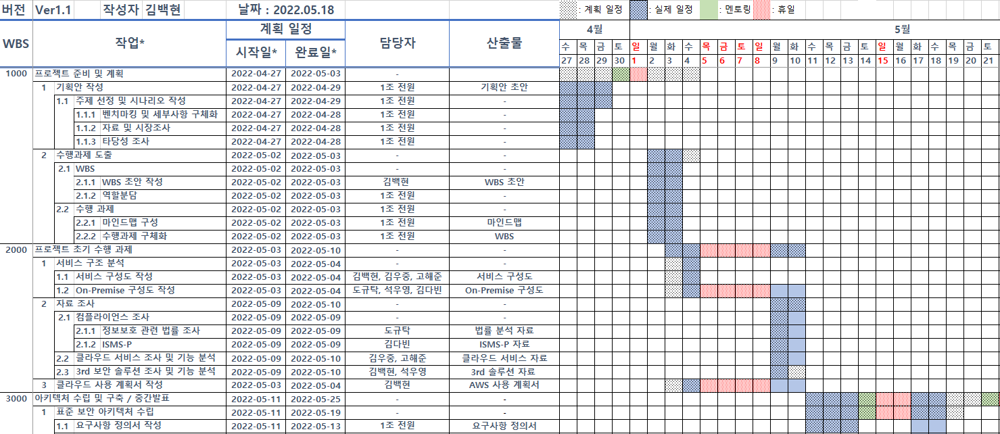 버전 Ver1.1 작성자 김백현 날짜 : 2022.05.18 : 계획 일정 : 실제 일정 : 멘토링 : 휴일
WBS 작업* 계획 일정 담당자 산출물 4월 5월
시작일* 완료일* 수 목 금 토 일 월 화 수 목 금 토 일 월 화 수 목 금 토 일 월 화 수 목 금 토
27 28 29 30 1 2 3 4 5 6 7 8 9 10 11 12 13 14 15 16 17 18 19 20 21
1000 프로젝트 준비 및 계획 2022-04-27 2022-05-03 -
1 기획안 작성 2022-04-27 2022-04-29 1조 전원 기획안 초안
1.1 주제 선정 및 시나리오 작성 2022-04-27 2022-04-29 1조 전원 -
1.1.1 벤치마킹 및 세부사항 구체화 2022-04-27 2022-04-28 1조 전원 -
1.1.2 자료 및 시장조사 2022-04-27 2022-04-28 1조 전원 -
1.1.3 타당성 조사 2022-04-27 2022-04-28 1조 전원 -
2 수행과제 도출 2022-05-02 2022-05-03 - -
2.1 WBS 2022-05-02 2022-05-03 - -
2.1.1 WBS 초안 작성 2022-05-02 2022-05-03 김백현 WBS 초안
2.1.2 역할분담 2022-05-02 2022-05-03 1조 전원 -
2.2 수행 과제 2022-05-02 2022-05-03 1조 전원 -
2.2.1 마인드맵 구성 2022-05-02 2022-05-03 1조 전원 마인드맵
2.2.2 수행과제 구체화 2022-05-02 2022-05-03 1조 전원 WBS
2000 프로젝트 초기 수행 과제 2022-05-03 2022-05-10 - -
1 서비스 구조 분석 2022-05-03 2022-05-04 - -
1.1 서비스 구성도 작성 2022-05-03 2022-05-04 김백현, 김우중, 고해준 서비스 구성도
1.2 On-Premise 구성도 작성 2022-05-03 2022-05-04 도규탁, 석우영, 김다빈 On-Premise 구성도
2 자료 조사 2022-05-09 2022-05-10 - -
2.1 컴플라이언스 조사 2022-05-09 2022-05-09 - -
2.1.1 정보보호 관련 법률 조사 2022-05-09 2022-05-09 도규탁 법률 분석 자료
2.1.2 ISMS-P 2022-05-09 2022-05-09 김다빈 ISMS-P 자료
2.2 클라우드 서비스 조사 및 기능 분석 2022-05-09 2022-05-10 김우중, 고해준 클라우드 서비스 자료
2.3 3rd 보안 솔루션 조사 및 기능 분석 2022-05-09 2022-05-10 김백현, 석우영 3rd 솔루션 자료
3 클라우드 사용 계획서 작성 2022-05-03 2022-05-04 김백현 AWS 사용 계획서
3000 아키텍처 수립 및 구축 / 중간발표 2022-05-11 2022-05-25 - -
1 표준 보안 아키텍처 수립 2022-05-11 2022-05-19 - -
1.1 요구사항 정의서 작성 2022-05-11 2022-05-13 1조 전원 요구사항 정의서